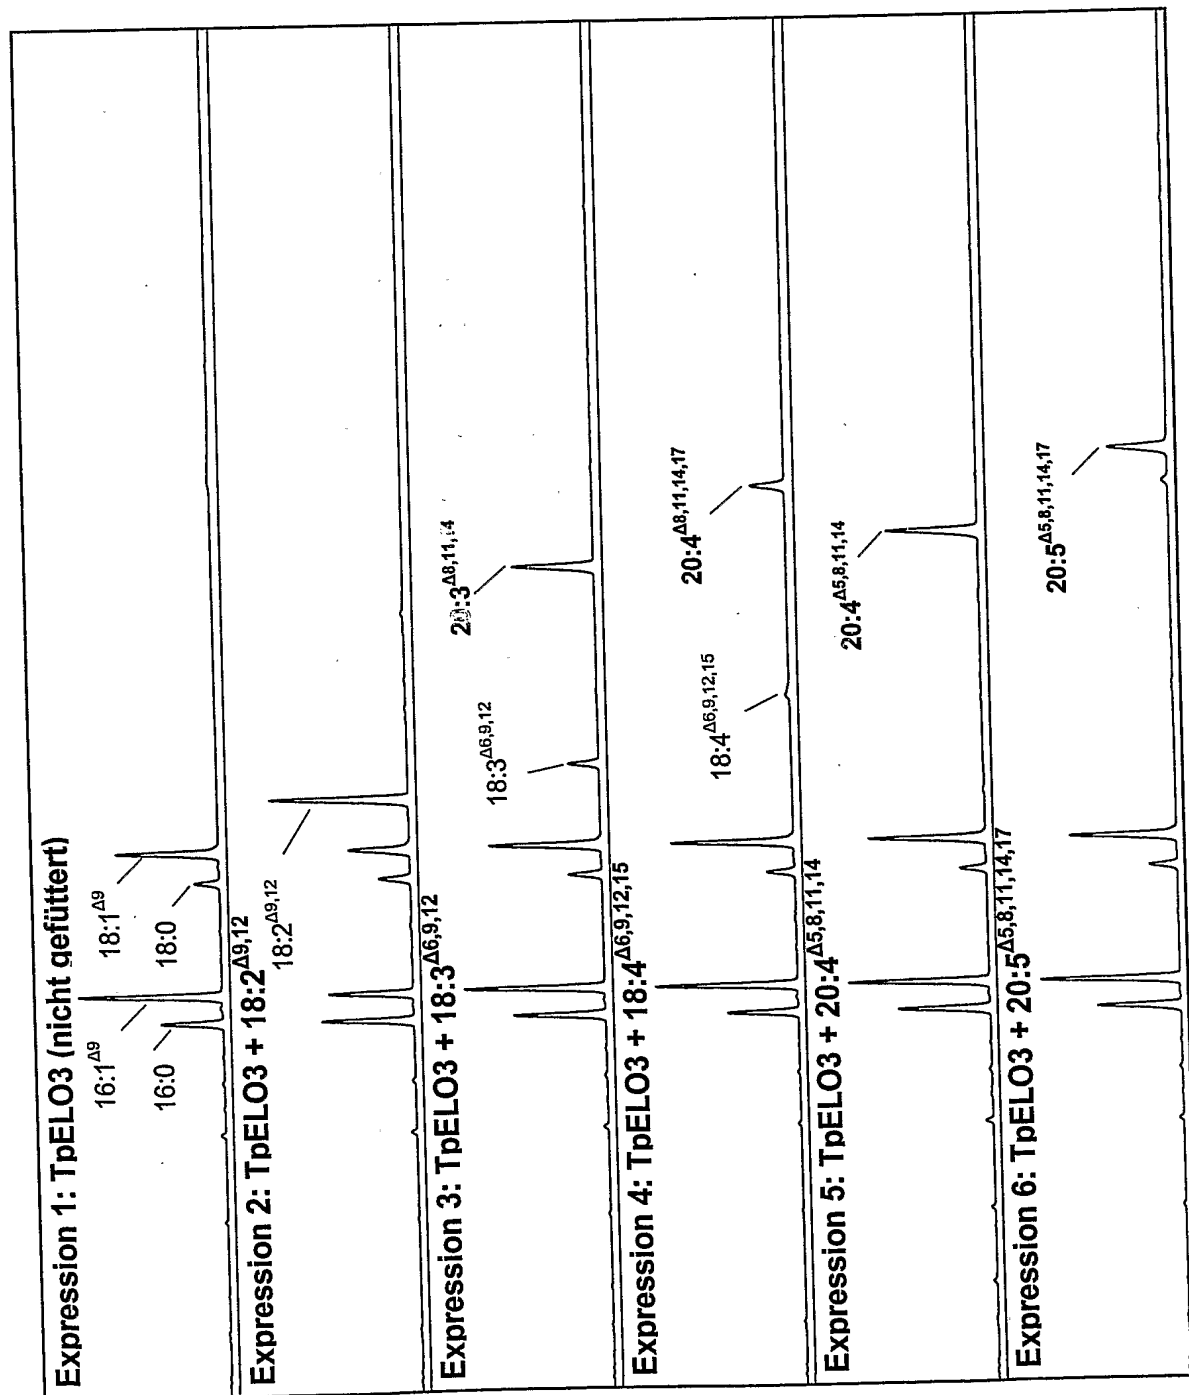 Expression 1: TpELO3 (nicht gefüttert)
16:1Δ9
16:0
18:1Δ9
18:0
Expression 2: TpELO3 + 18:2Δ9,12
18:2Δ9,12
Expression 3: TpELO3 + 18:3Δ6,9,12
18:3Δ6,9,12
20:3Δ8,11,14
Expression 4: TpELO3 + 18:4Δ6,9,12,15
18:4Δ6,9,12,15
20:4Δ8,11,14,17
Expression 5: TpELO3 + 20:4Δ5,8,11,14
20:4Δ5,8,11,14
Expression 6: TpELO3 + 20:5Δ5,8,11,14,17
20:5Δ5,8,11,14,17